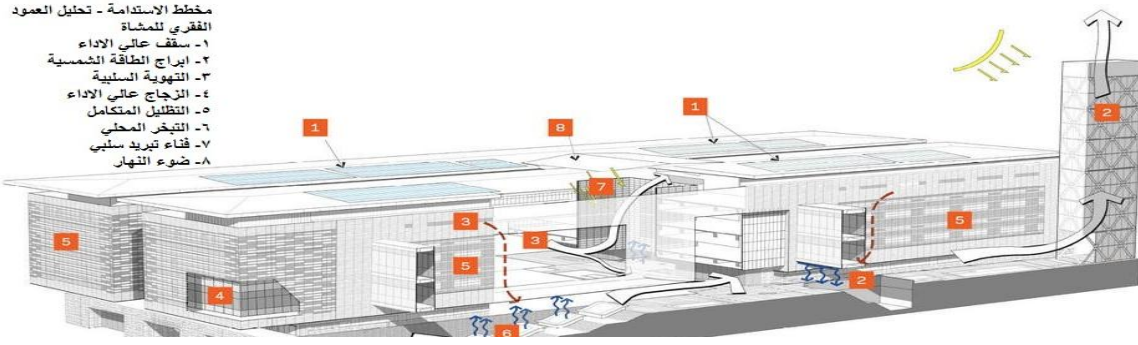 مخطط الاستدامة - تحليل العمود
الفقري للمشاة
١- سقف عالي الاداء
٢- ابراج الطاقة الشمسية
٣- التهوية السلبية
٤- الزجاج عالي الاداء
٥- التظليل المتكامل
٦- التبخر المحلي
٧- فناء تبريد سلبي
٨- ضوء النهار
1
8
1
2
7
3
3
5
5
5
4
2
6